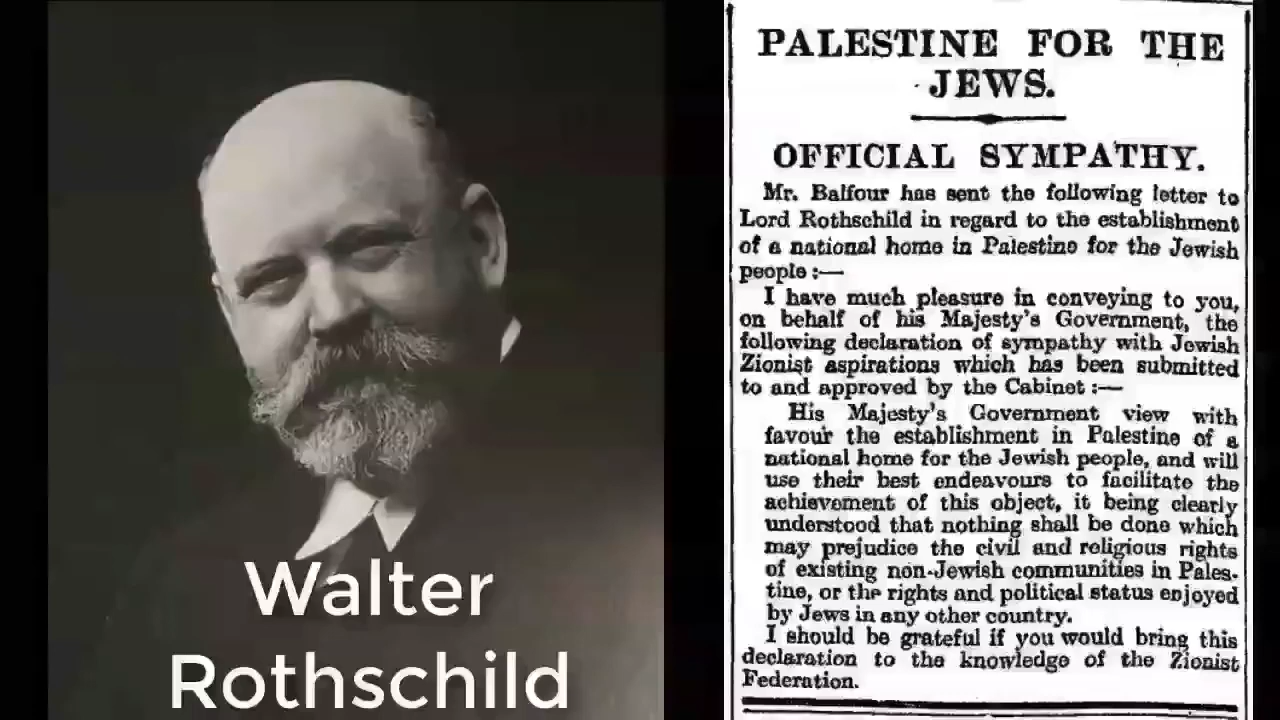 Walter
Rothschild
PALESTINE FOR THE
JEWS.
OFFICIAL SYMPATHY.
Mr. Balfour has sent the following letter to
Lord Rothschild in regard to the establishment
of a national home in Palestine for the Jewish
people :—
I have much pleasure in conveying to you,
on behalf of his Majesty's Government, the
following declaration of sympathy with Jewish
Zionist aspirations which has been submitted
to and approved by the Cabinet :—
His Majesty's Government view with
favour the establishment in Palestine of a
national home for the Jewish people, and will
use their best endeavours to facilitate the
achievement of this object, it being clearly
understood that nothing shall be done which
may prejudice the civil and religious rights
of existing non-Jewish communities in Pales-
tine, or the rights and political status enjoyed
by Jews in any other country.
I should be grateful if you would bring this
declaration to the knowledge of the Zionist
Federation.